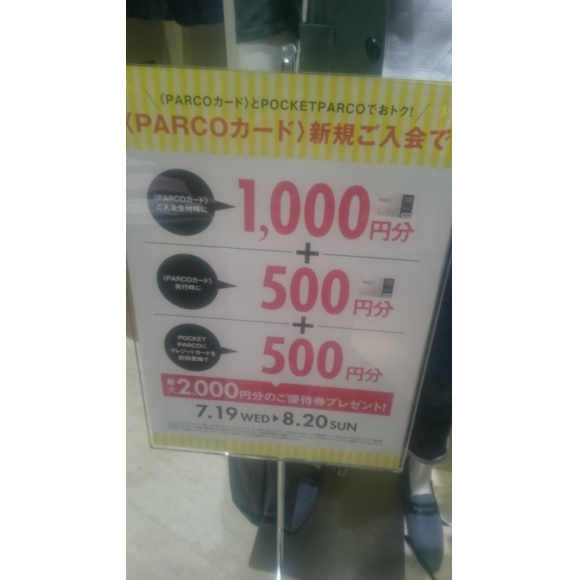 〈PARCOカード〉とPOCKETPARCOでおトク!
〈PARCOカード〉新規ご入会で
〈PARCOカード〉
ご入会受付時に
1,000円分
+
〈PARCOカード〉
発行時に
500円分
+
POCKET
PARCOに
クレジットカードを
初回登録で
500円分
最大2,000円分のご優待券プレゼント!
7.19 WED ▶ 8.20 SUN